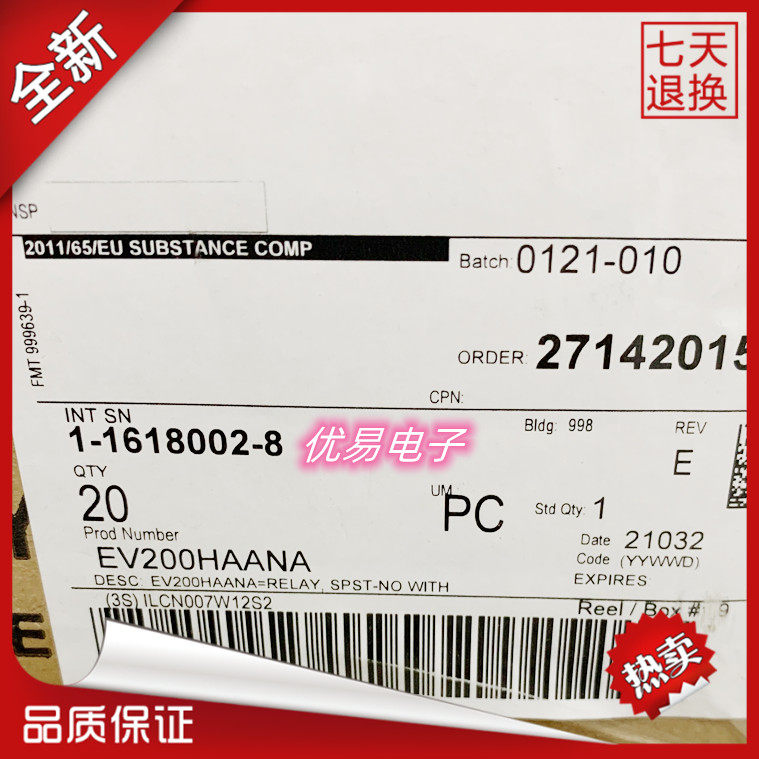 全新
七天
退换
NSP
2011/65/EU SUBSTANCE COMP
Batch: 0121-010
FMT 999639-1
ORDER: 27142015
CPN:
INT SN
1-1618002-8
优易电子
Bldg: 998
REV
E
QTY
20
UM
PC
Std Qty: 1
Prod Number
EV200HAANA
Date 21032
Code (YYWWD)
DESC: EV200HAANA=RELAY, SPST-NO WITH
EXPIRES:
(3S) ILCN007W12S2
Reel / Box # 9
E
热卖
品质保证